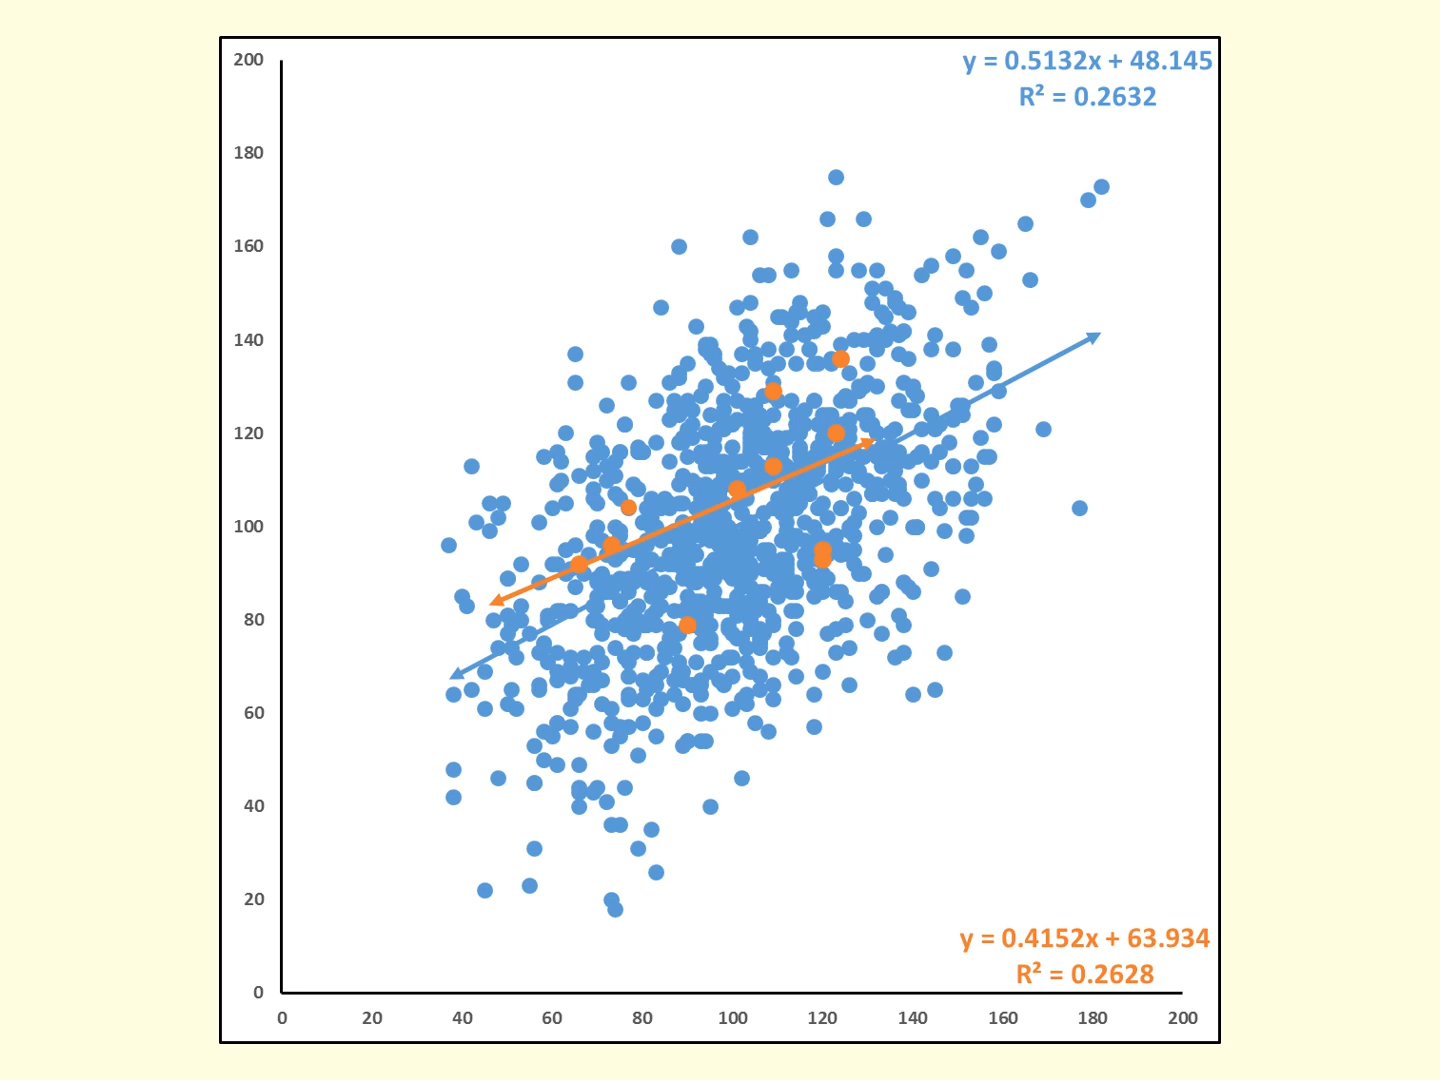 y = 0.5132x + 48.145
R² = 0.2632
200
180
160
140
120
100
80
60
40
20
0
y = 0.4152x + 63.934
R² = 0.2628
0 20 40 60 80 100 120 140 160 180 200